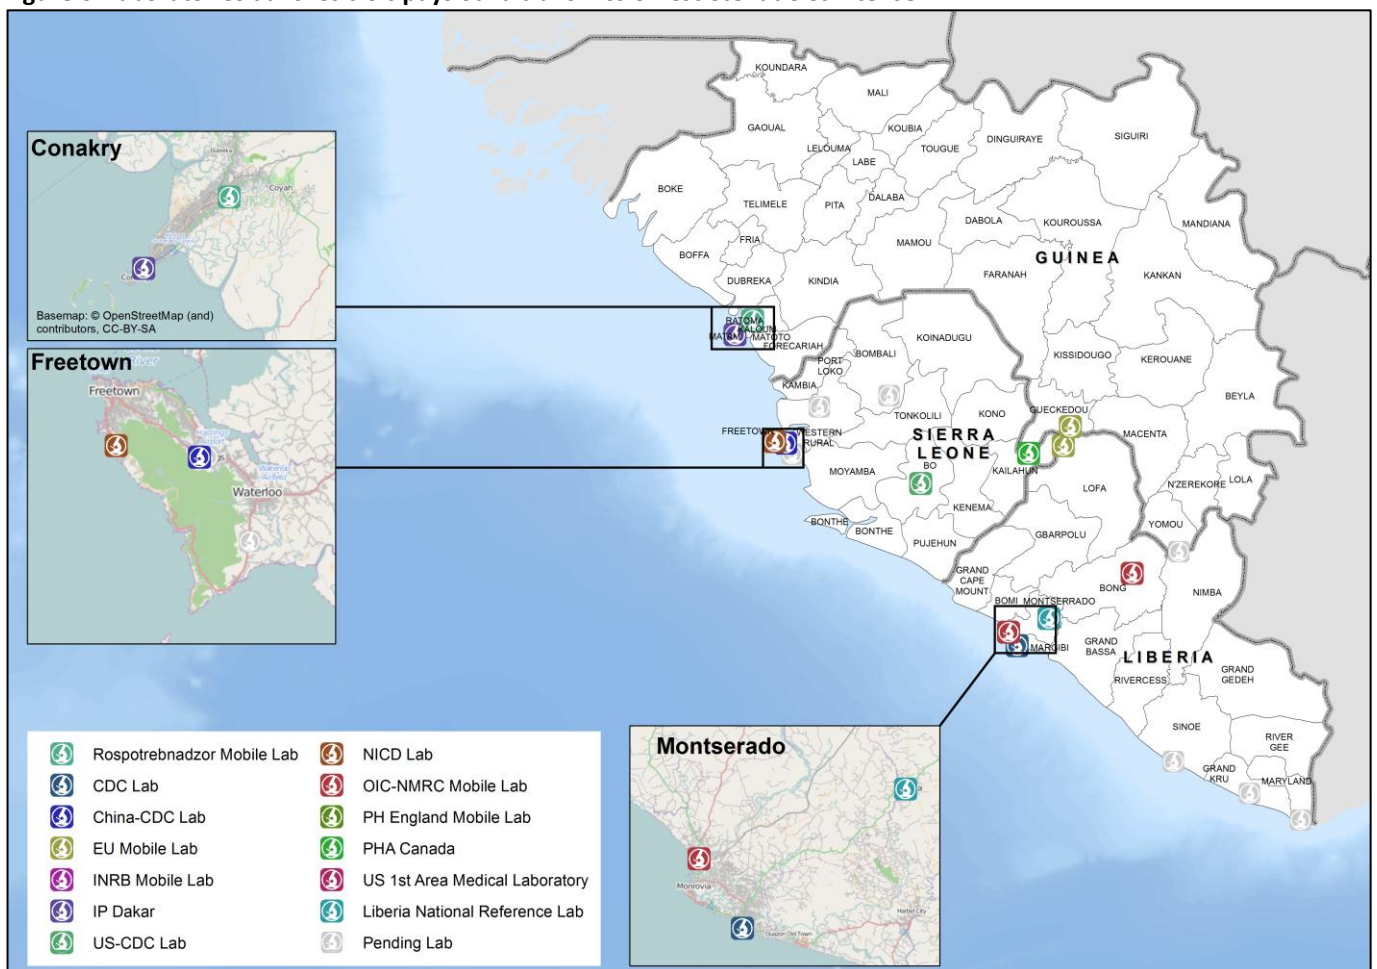 Conakry
Dubreka
Coyah
Basemap: © OpenStreetMap (and)
contributors, CC-BY-SA
Freetown
Freetown
Waterloo
KOUNDARA
MALI
GAOUAL
KOUBIA
DINGUIRAYE
SIGUIRI
LELOUMA
TOUGUE
LABE
BOKE
TELIMELE
PITA
DALABA
DABOLA
KOUROUSSA
MANDIANA
FRIA
MAMOU
BOFFA
GUINEA
FARANAH
KANKAN
DUBREKA
KINDIA
RATOMA
KALOUM
MATAM
MATOTO
FORECARIAH
KOINADUGU
BOMBALI
PORT
LOKO
KISSIDOUGO
KEROUANE
KAMBIA
BEYLA
TONKOLILI
KONO
GUECKEDOU
FREETOWN
WESTERN
RURAL
SIERRA
LEONE
MACENTA
BO
MOYAMBA
KAILAHUN
LOFA
N'ZEREKORE
LOLA
KENEMA
YOMOU
BONTHE
BONTHE
PUJEHUN
GBARPOLU
GRAND
CAPE
MOUNT
BONG
NIMBA
BOMI
MONTSERRADO
MARGIBI
GRAND
BASSA
LIBERIA
RIVERCESS
GRAND
GEDEH
SINOE
RIVER
GEE
GRAND
KRU
MARYLAND
Montserado
Monrovia
Harbel City
Rospotrebnadzor Mobile Lab
CDC Lab
China-CDC Lab
EU Mobile Lab
INRB Mobile Lab
IP Dakar
US-CDC Lab
NICD Lab
OIC-NMRC Mobile Lab
PH England Mobile Lab
PHA Canada
US 1st Area Medical Laboratory
Liberia National Reference Lab
Pending Lab